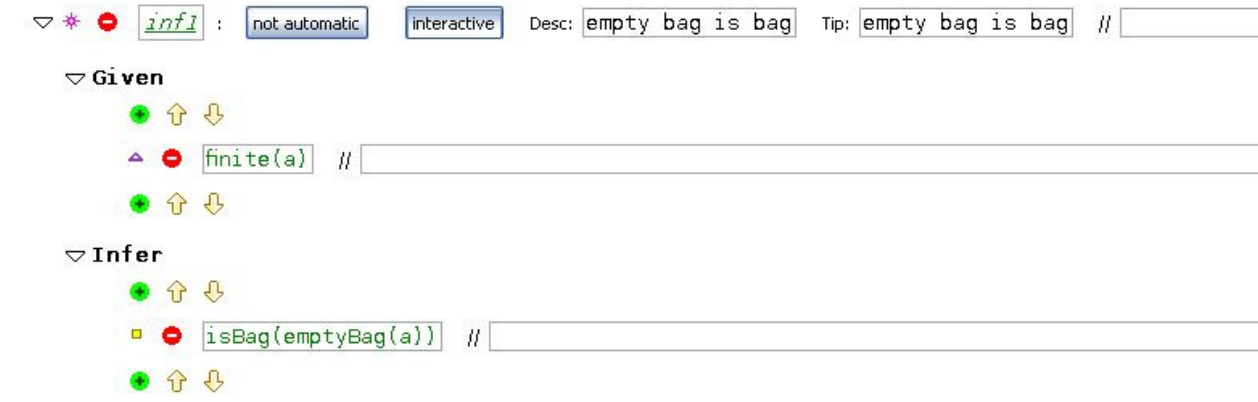 inf1 : not automatic interactive Desc: empty bag is bag Tip: empty bag is bag //
Given
finite(a) //
Infer
isBag(emptyBag(a)) //